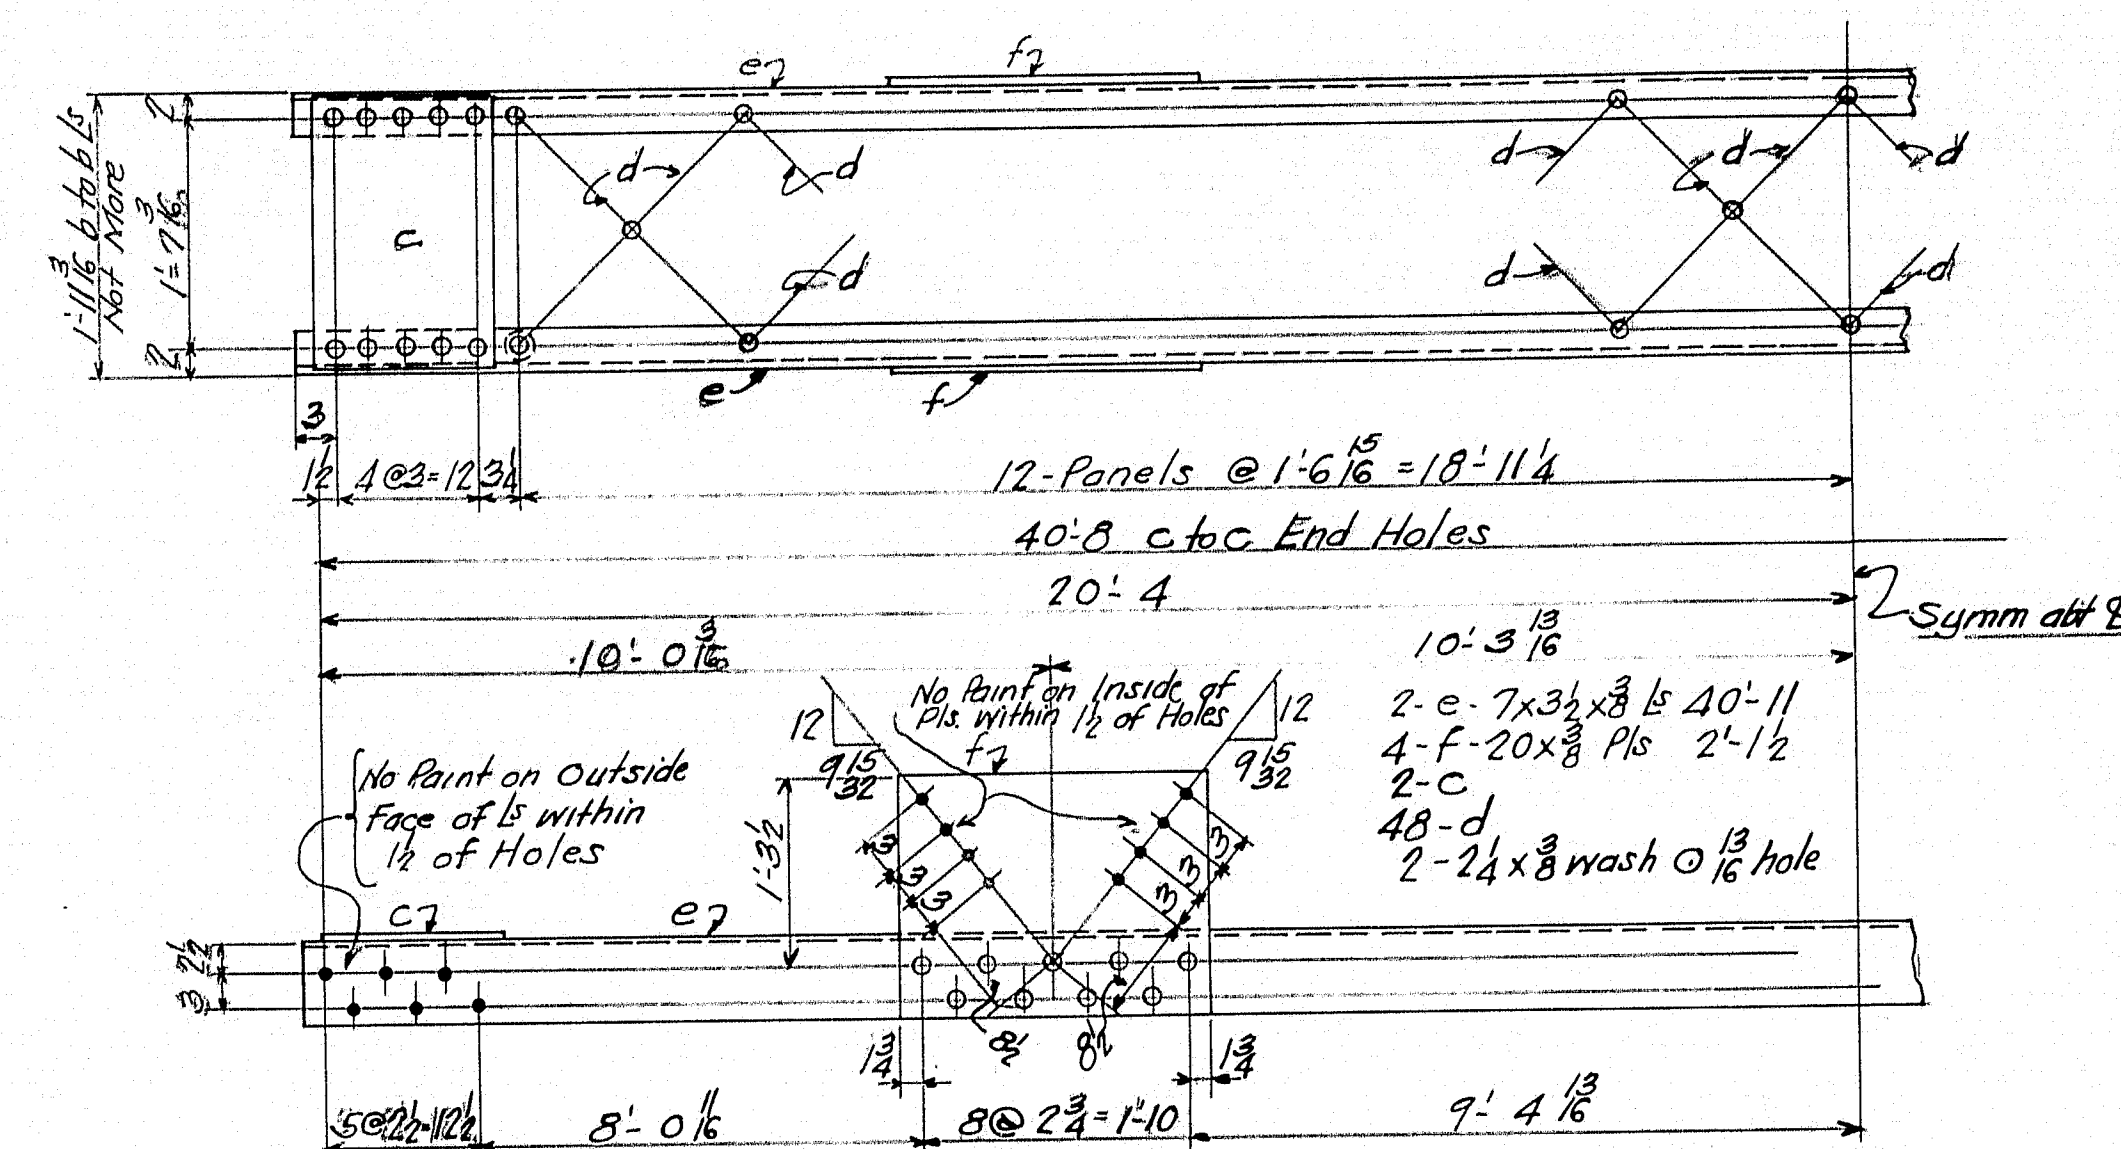 e
f
2
1'-11 3/16 b to b Ls
Not More
1'-7 3/16
2
c
d
d
d
d
d
d
d
d
e
f
3
1 1/2
4 @ 3 = 12
3 1/4
12-Panels @ 1'-6 15/16 = 18'-11 1/4
40'-8 c to c End Holes
20'-4
Symm abt ℄
10'-0 3/16
10'-3 13/16
No Paint on Inside of
Pls. within 1 1/2 of Holes
12
9 15/32
12
9 15/32
f
2-e-7x3 1/2x3/8 Ls 40'-11
4-f-20x3/8 Pls 2'-1 1/2
2-c
48-d
2-2 1/4x3/8 wash ⊙ 13/16 hole
No Paint on Outside
Face of Ls within
1 1/2 of Holes
1'-3 1/2
3
3
3
3
3
3
c
e
2 1/2
3
8 1/2
8 1/2
1 3/4
1 3/4
5 @ 2 1/2 = 12 1/2
8'-0 11/16
8 @ 2 3/4 = 1'-10
9'-4 13/16